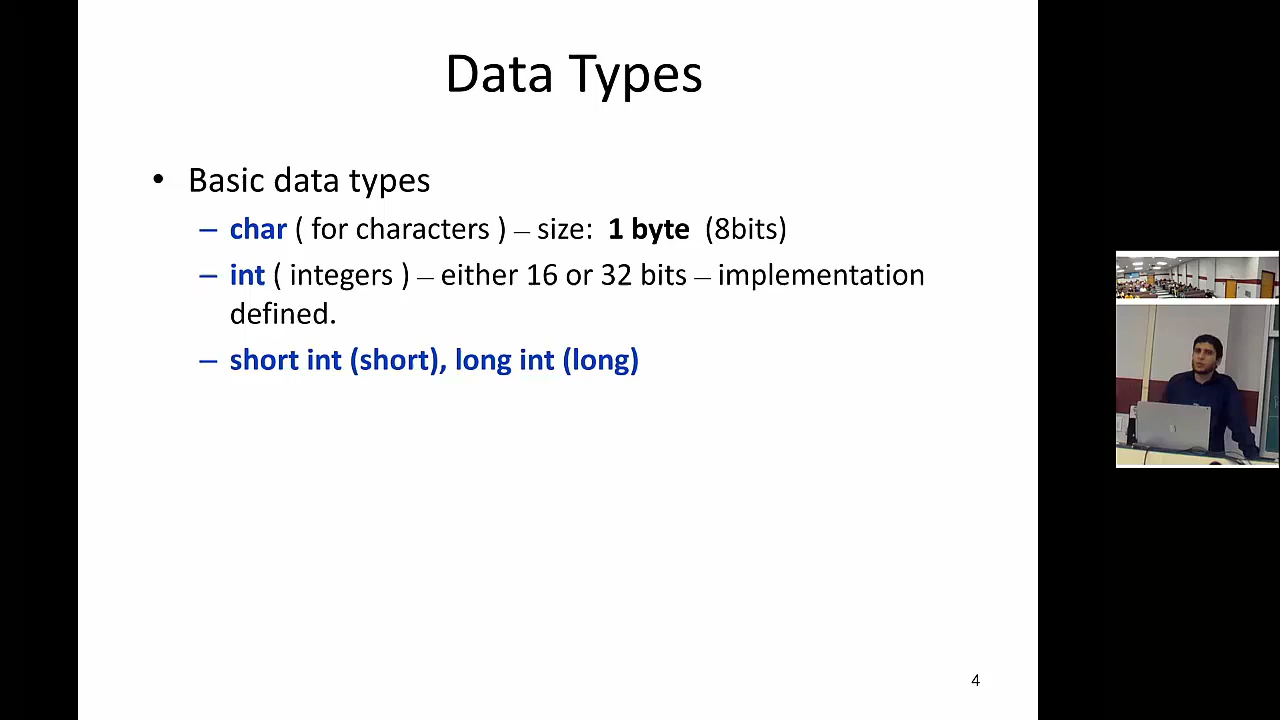 Data Types
• Basic data types
– char ( for characters ) – size: 1 byte (8bits)
– int ( integers ) – either 16 or 32 bits – implementation
defined.
– short int (short), long int (long)
4